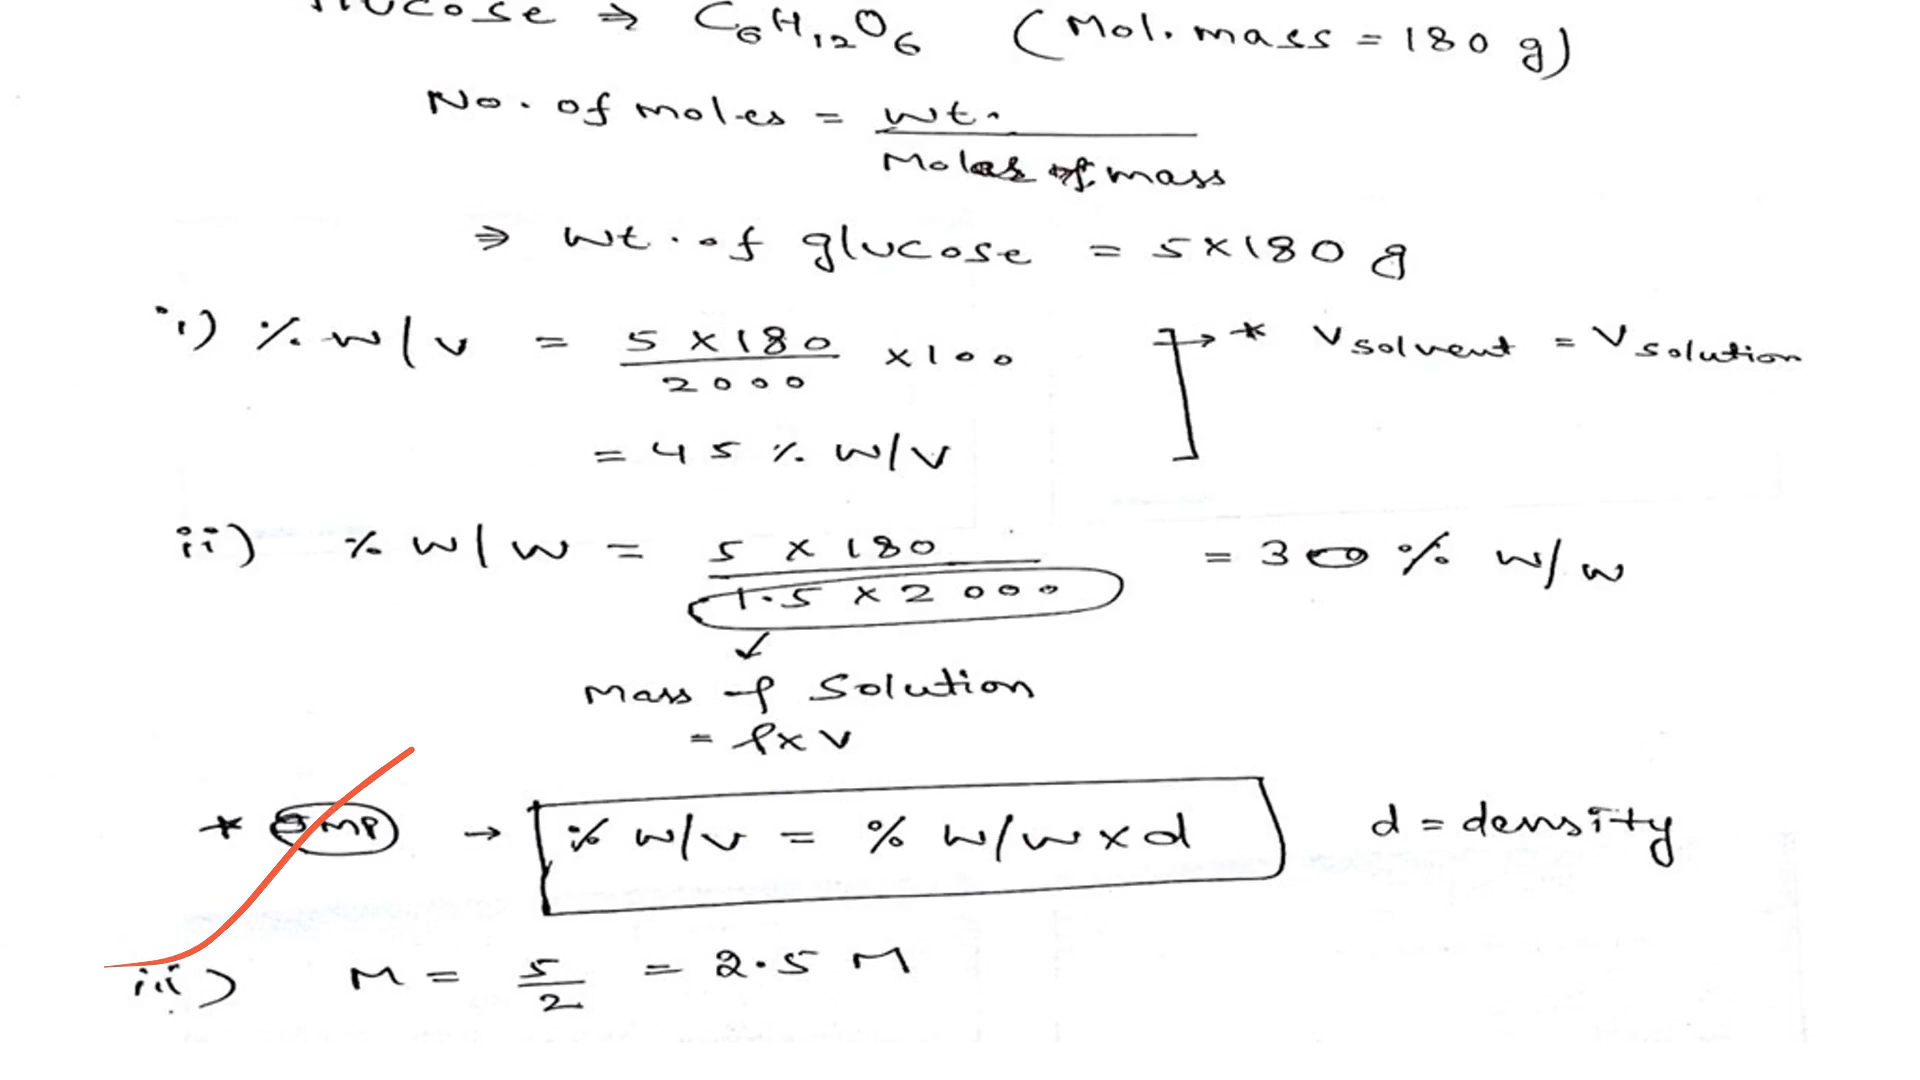 Glucose ⇒ C6H12O6 (Mol. mass = 180 g)
No. of moles = wt. / Molar mass
⇒ wt. of glucose = 5 × 180 g
i) % w/v = 5 × 180 / 2000 × 100 ]→ * V solvent = V solution
= 45 % w/v
ii) % w/w = 5 × 180 / 1.5 × 2000 = 30 % w/w
Mass of Solution
= ρ × v
* IMP → % w/v = % w/w × d d = density
iii) M = 5/2 = 2.5 M